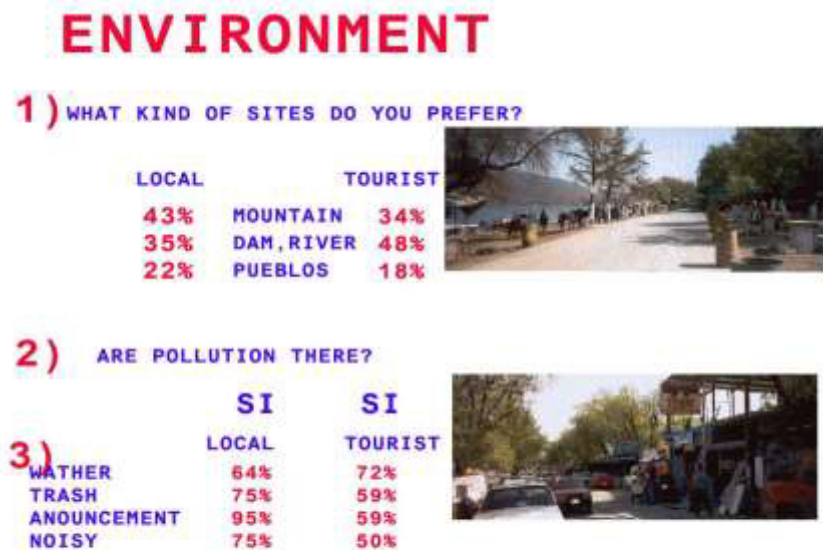 ENVIRONMENT
1) WHAT KIND OF SITES DO YOU PREFER?
LOCAL TOURIST
43% MOUNTAIN 34%
35% DAM,RIVER 48%
22% PUEBLOS 18%
2) ARE POLLUTION THERE?
SI SI
LOCAL TOURIST
3)
WATHER 64% 72%
TRASH 75% 59%
ANOUNCEMENT 95% 59%
NOISY 75% 50%